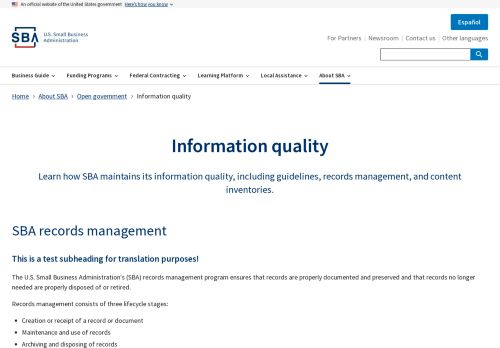 An official website of the United States government Here's how you know
Español
SBA U.S. Small Business
Administration
For Partners Newsroom Contact us Other languages
Business Guide Funding Programs Federal Contracting Learning Platform Local Assistance About SBA
Home About SBA Open government Information quality
Information quality
Learn how SBA maintains its information quality, including guidelines, records management, and content
inventories.
SBA records management
This is a test subheading for translation purposes!
The U.S. Small Business Administration's (SBA) records management program ensures that records are properly documented and preserved and that records no longer
needed are properly disposed of or retired.
Records management consists of three lifecycle stages:
Creation or receipt of a record or document
Maintenance and use of records
Archiving and disposing of records